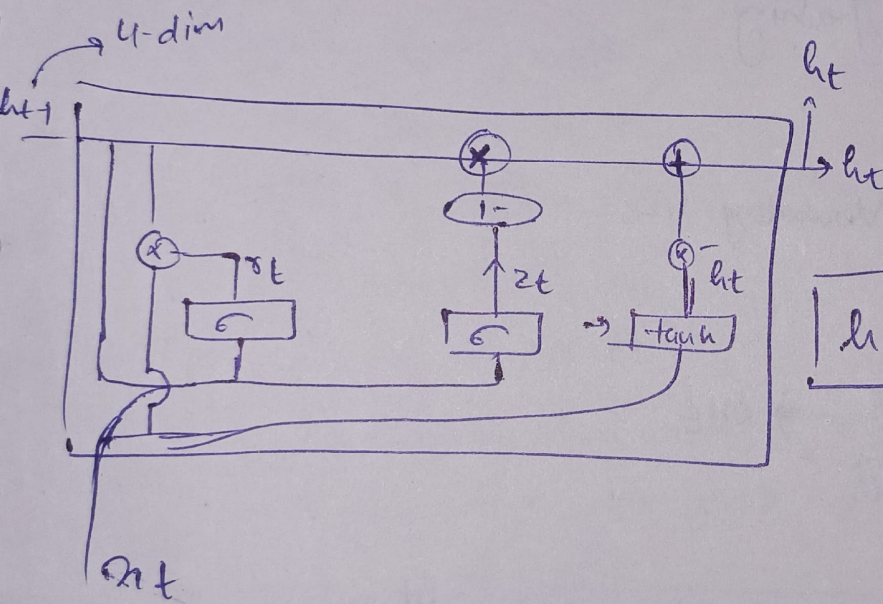 4-dim
ht-1
ht
× +
ht
1-
×
rt
zt
×
h̄t
σ
σ
tanh
h
xt